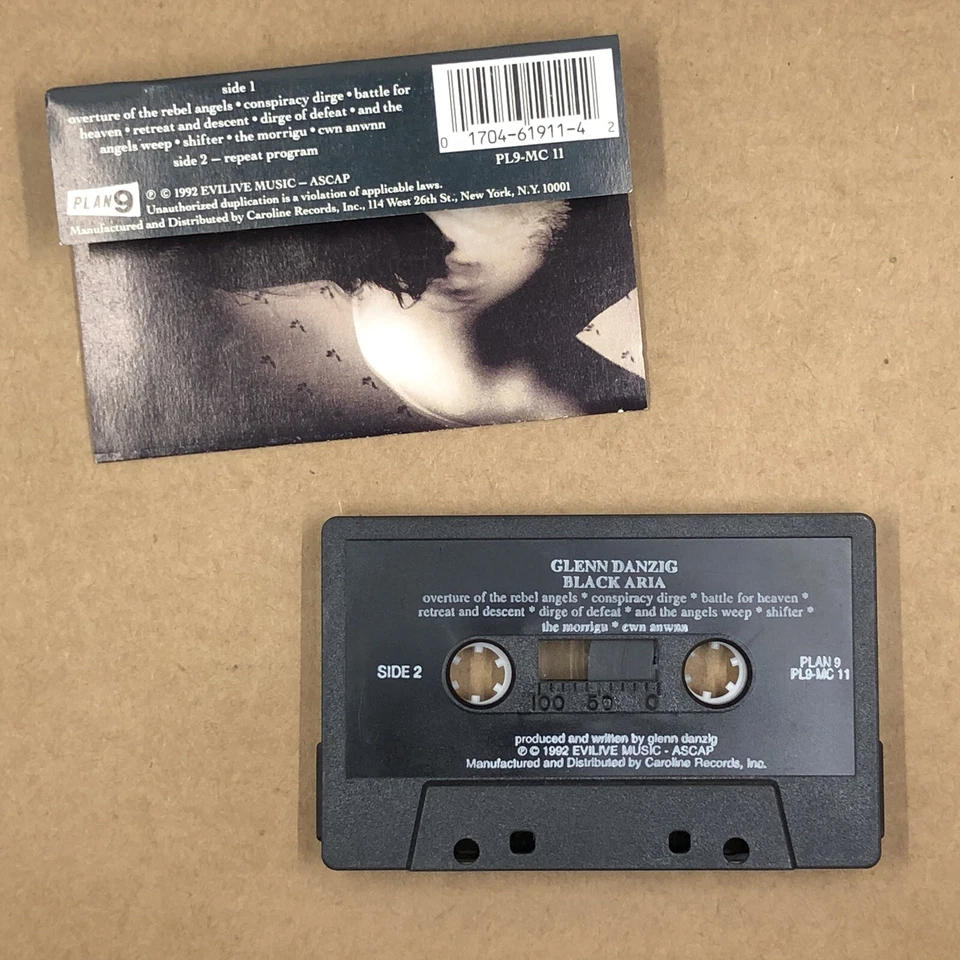 side 1
overture of the rebel angels • conspiracy dirge • battle for
heaven • retreat and descent • dirge of defeat • and the
angels weep • shifter • the morrigu • cwn anwnn
side 2 – repeat program
0 1704-61911-4 2
PL9-MC 11
PLAN 9
℗ © 1992 EVILIVE MUSIC – ASCAP
Unauthorized duplication is a violation of applicable laws.
Manufactured and Distributed by Caroline Records, Inc., 114 West 26th St., New York, N.Y. 10001
GLENN DANZIG
BLACK ARIA
overture of the rebel angels * conspiracy dirge * battle for heaven *
retreat and descent * dirge of defeat * and the angels weep * shifter *
the morrigu * cwn anwnn
SIDE 2
PLAN 9
PL9-MC 11
100 50 0
produced and written by glenn danzig
℗ © 1992 EVILIVE MUSIC - ASCAP
Manufactured and Distributed by Caroline Records, Inc.